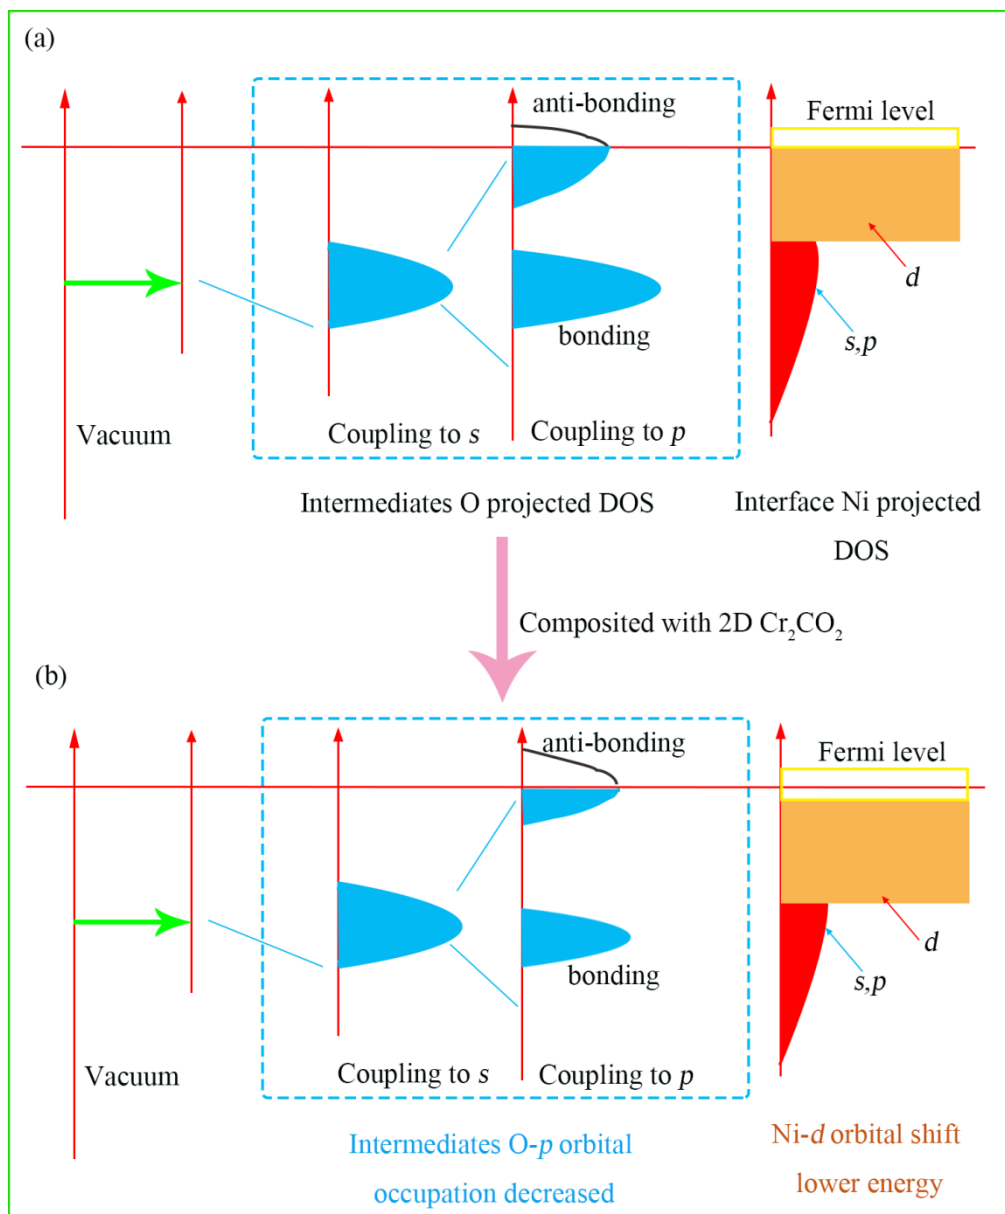 (a)
anti-bonding
Fermi level
d
s,p
bonding
Vacuum
Coupling to s
Coupling to p
Intermediates O projected DOS
Interface Ni projected
DOS
Composited with 2D Cr₂CO₂
(b)
anti-bonding
Fermi level
d
s,p
bonding
Vacuum
Coupling to s
Coupling to p
Intermediates O-p orbital
occupation decreased
Ni-d orbital shift
lower energy